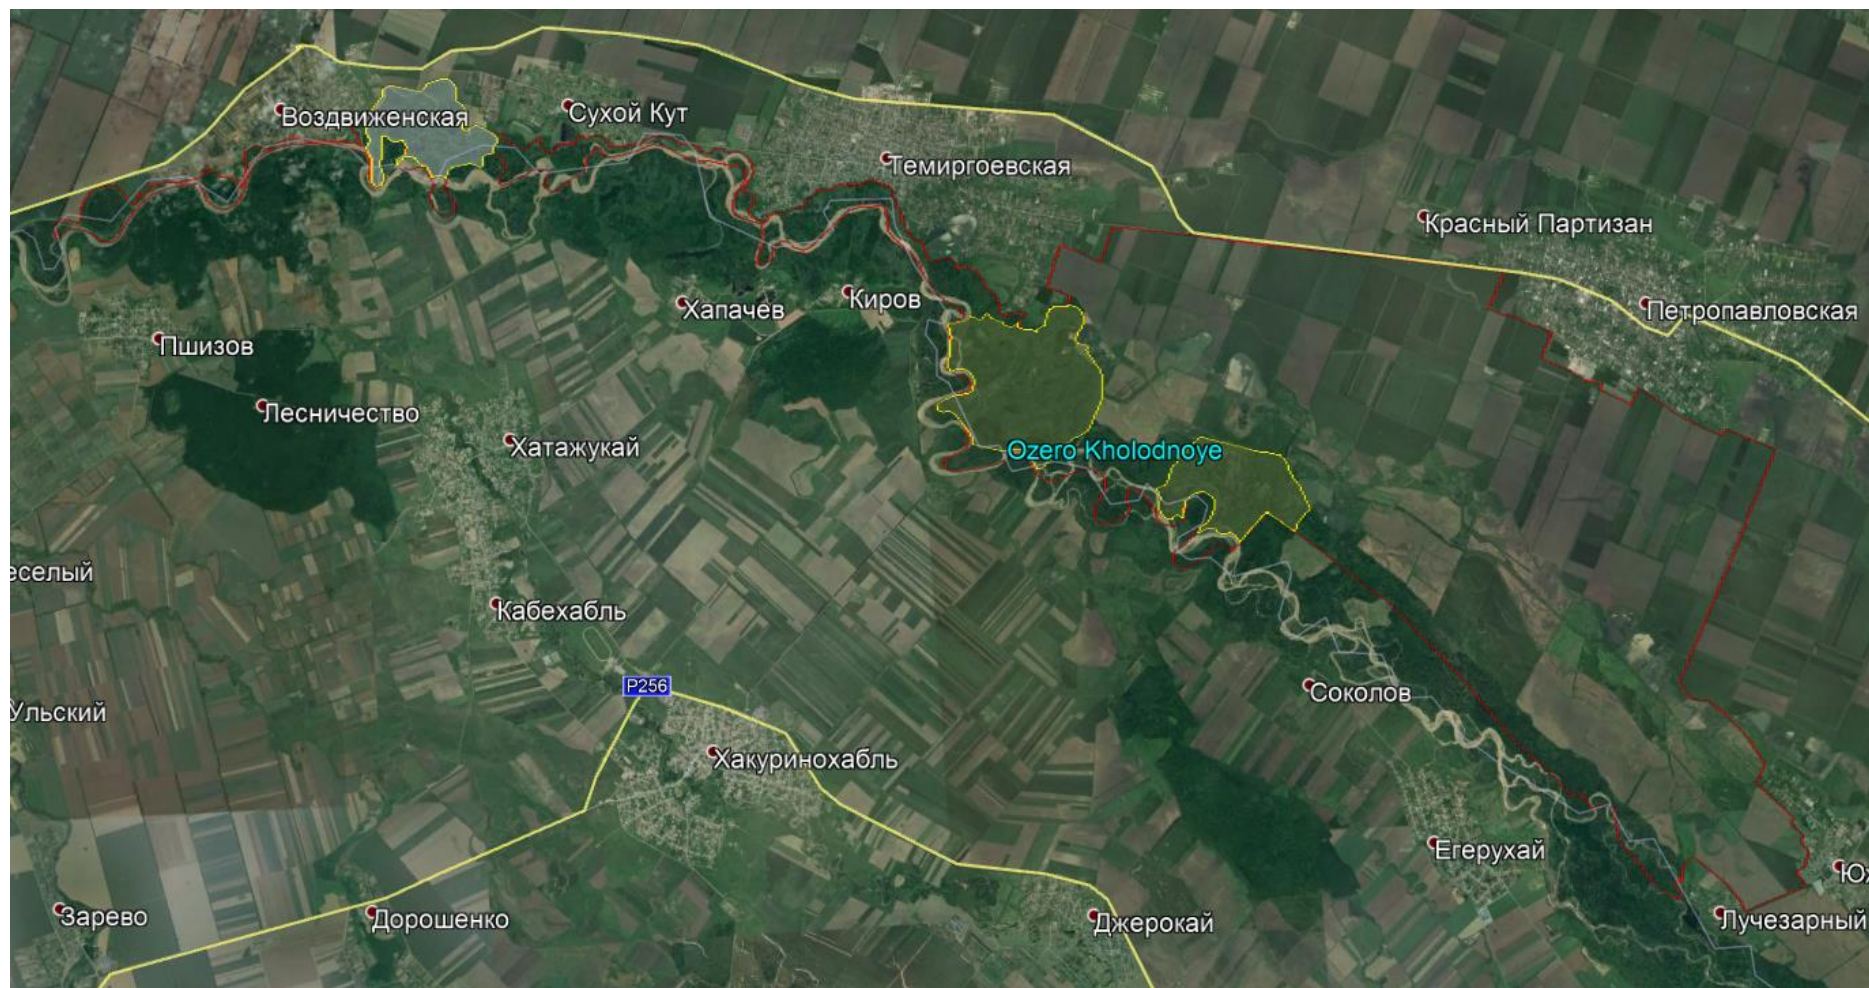 Воздвиженская
Сухой Кут
Темиргоевская
Красный Партизан
Хапачев
Киров
Петропавловская
Пшизов
Лесничество
Хатажукай
Ozero Kholodnoye
еселый
Кабехабль
Р256
Соколов
Ульский
Хакуринохабль
Егерухай
Юж
Зарево
Дорошенко
Джерокай
Лучезарный